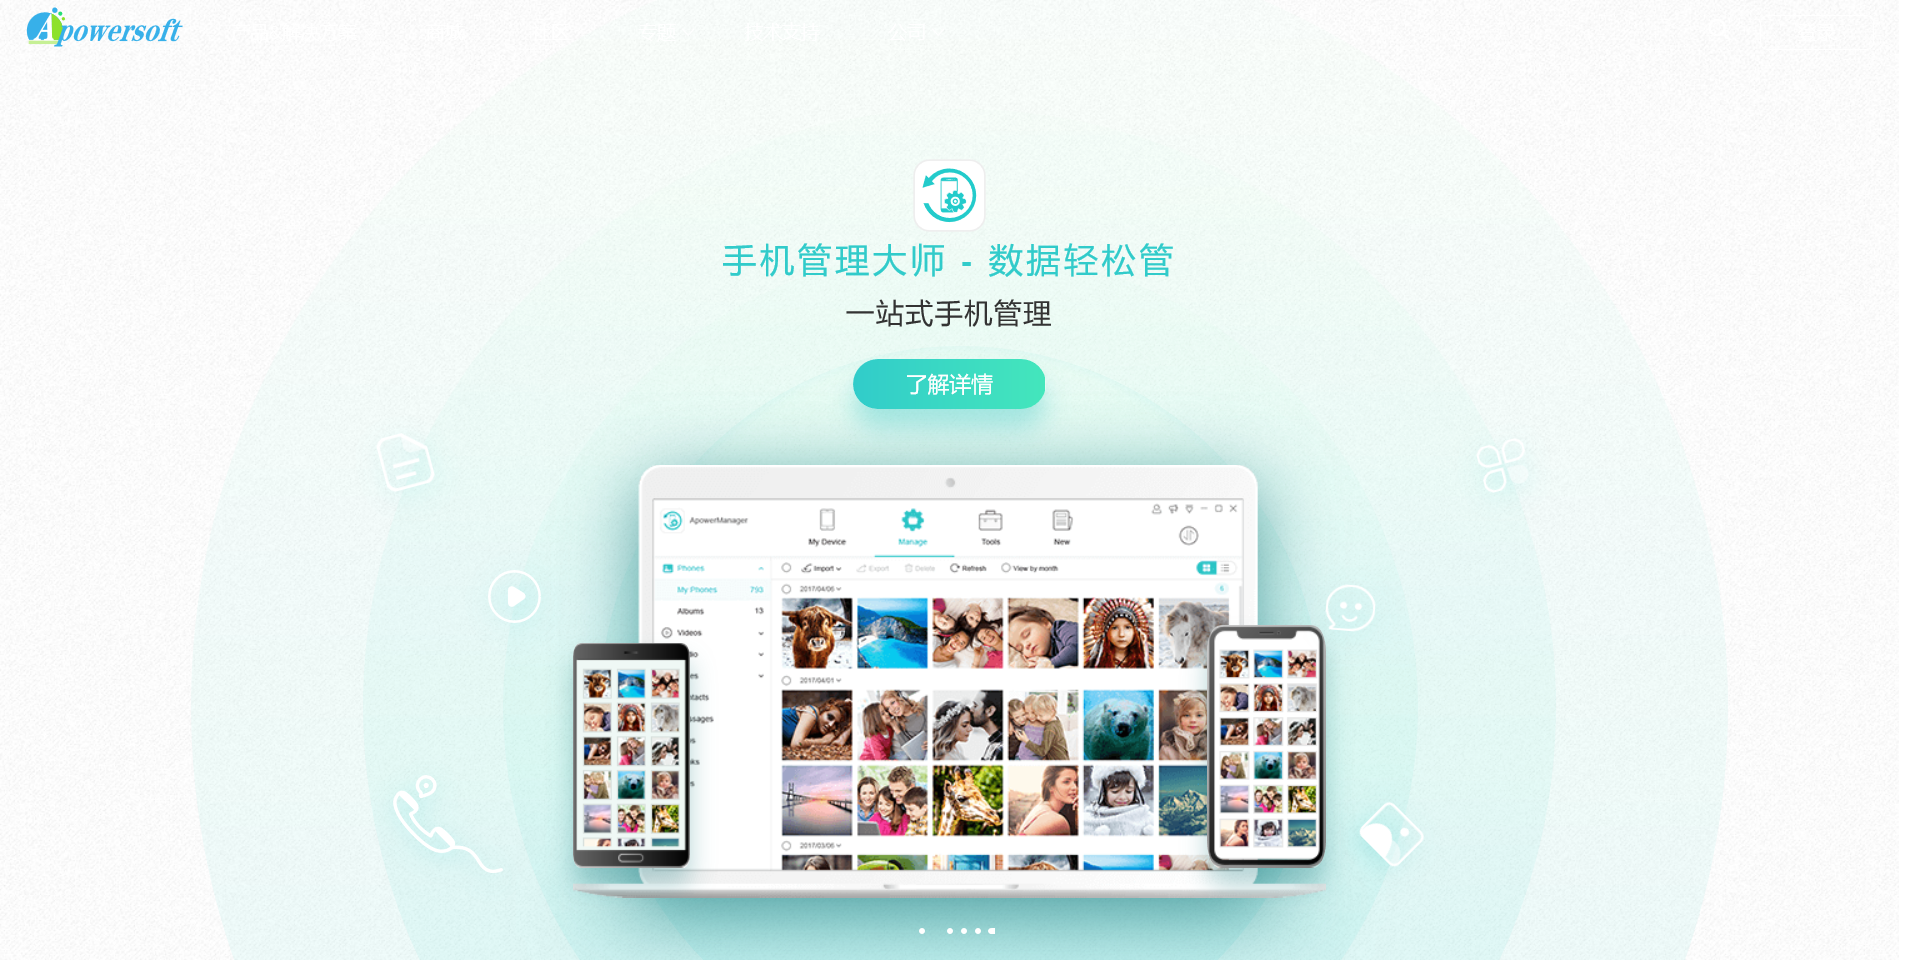 Apowersoft
手机管理大师 - 数据轻松管
一站式手机管理
了解详情
ApowerManager
My Device
Manage
Tools
New
Phones
Import
Export
Delete
Refresh
View by month
My Phones 793
2017/04/06
6
Albums 13
Videos
2017/04/01
2017/03/06